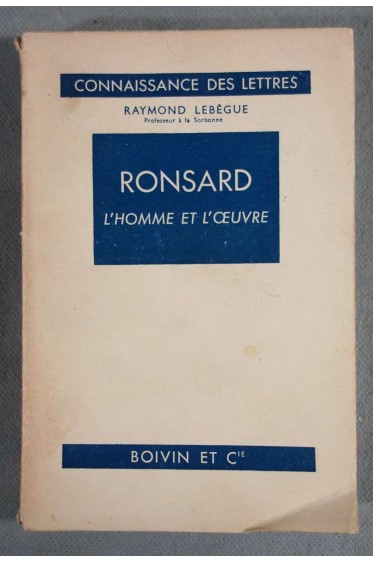 CONNAISSANCE DES LETTRES
RAYMOND LEBÈGUE
Professeur à la Sorbonne
RONSARD
L'HOMME ET L'ŒUVRE
BOIVIN ET CIE